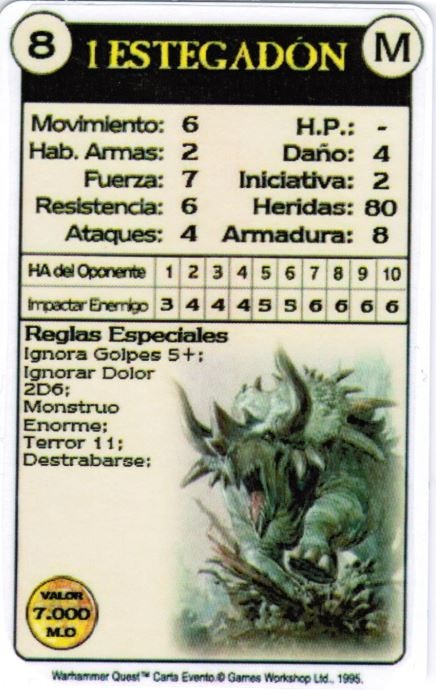 8 1 ESTEGADÓN M
Movimiento: 6 H.P.: -
Hab. Armas: 2 Daño: 4
Fuerza: 7 Iniciativa: 2
Resistencia: 6 Heridas: 80
Ataques: 4 Armadura: 8
HA del Oponente 1 2 3 4 5 6 7 8 9 10
Impactar Enemigo 3 4 4 4 5 5 6 6 6 6
Reglas Especiales
Ignora Golpes 5+;
Ignorar Dolor
2D6;
Monstruo
Enorme;
Terror 11;
Destrabarse;
VALOR
7.000
M.O
Warhammer Quest™ Carta Evento.© Games Workshop Ltd., 1995.